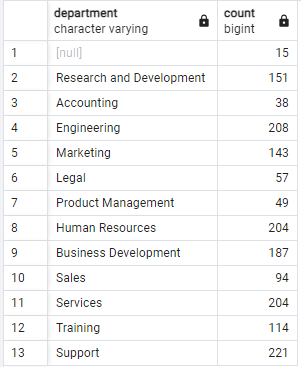 department count
character varying bigint
1 [null] 15
2 Research and Development 151
3 Accounting 38
4 Engineering 208
5 Marketing 143
6 Legal 57
7 Product Management 49
8 Human Resources 204
9 Business Development 187
10 Sales 94
11 Services 204
12 Training 114
13 Support 221